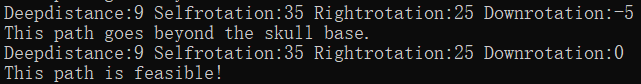 Deepdistance:9 Selfrotation:35 Rightrotation:25 Downrotation:-5
This path goes beyond the skull base.
Deepdistance:9 Selfrotation:35 Rightrotation:25 Downrotation:0
This path is feasible!